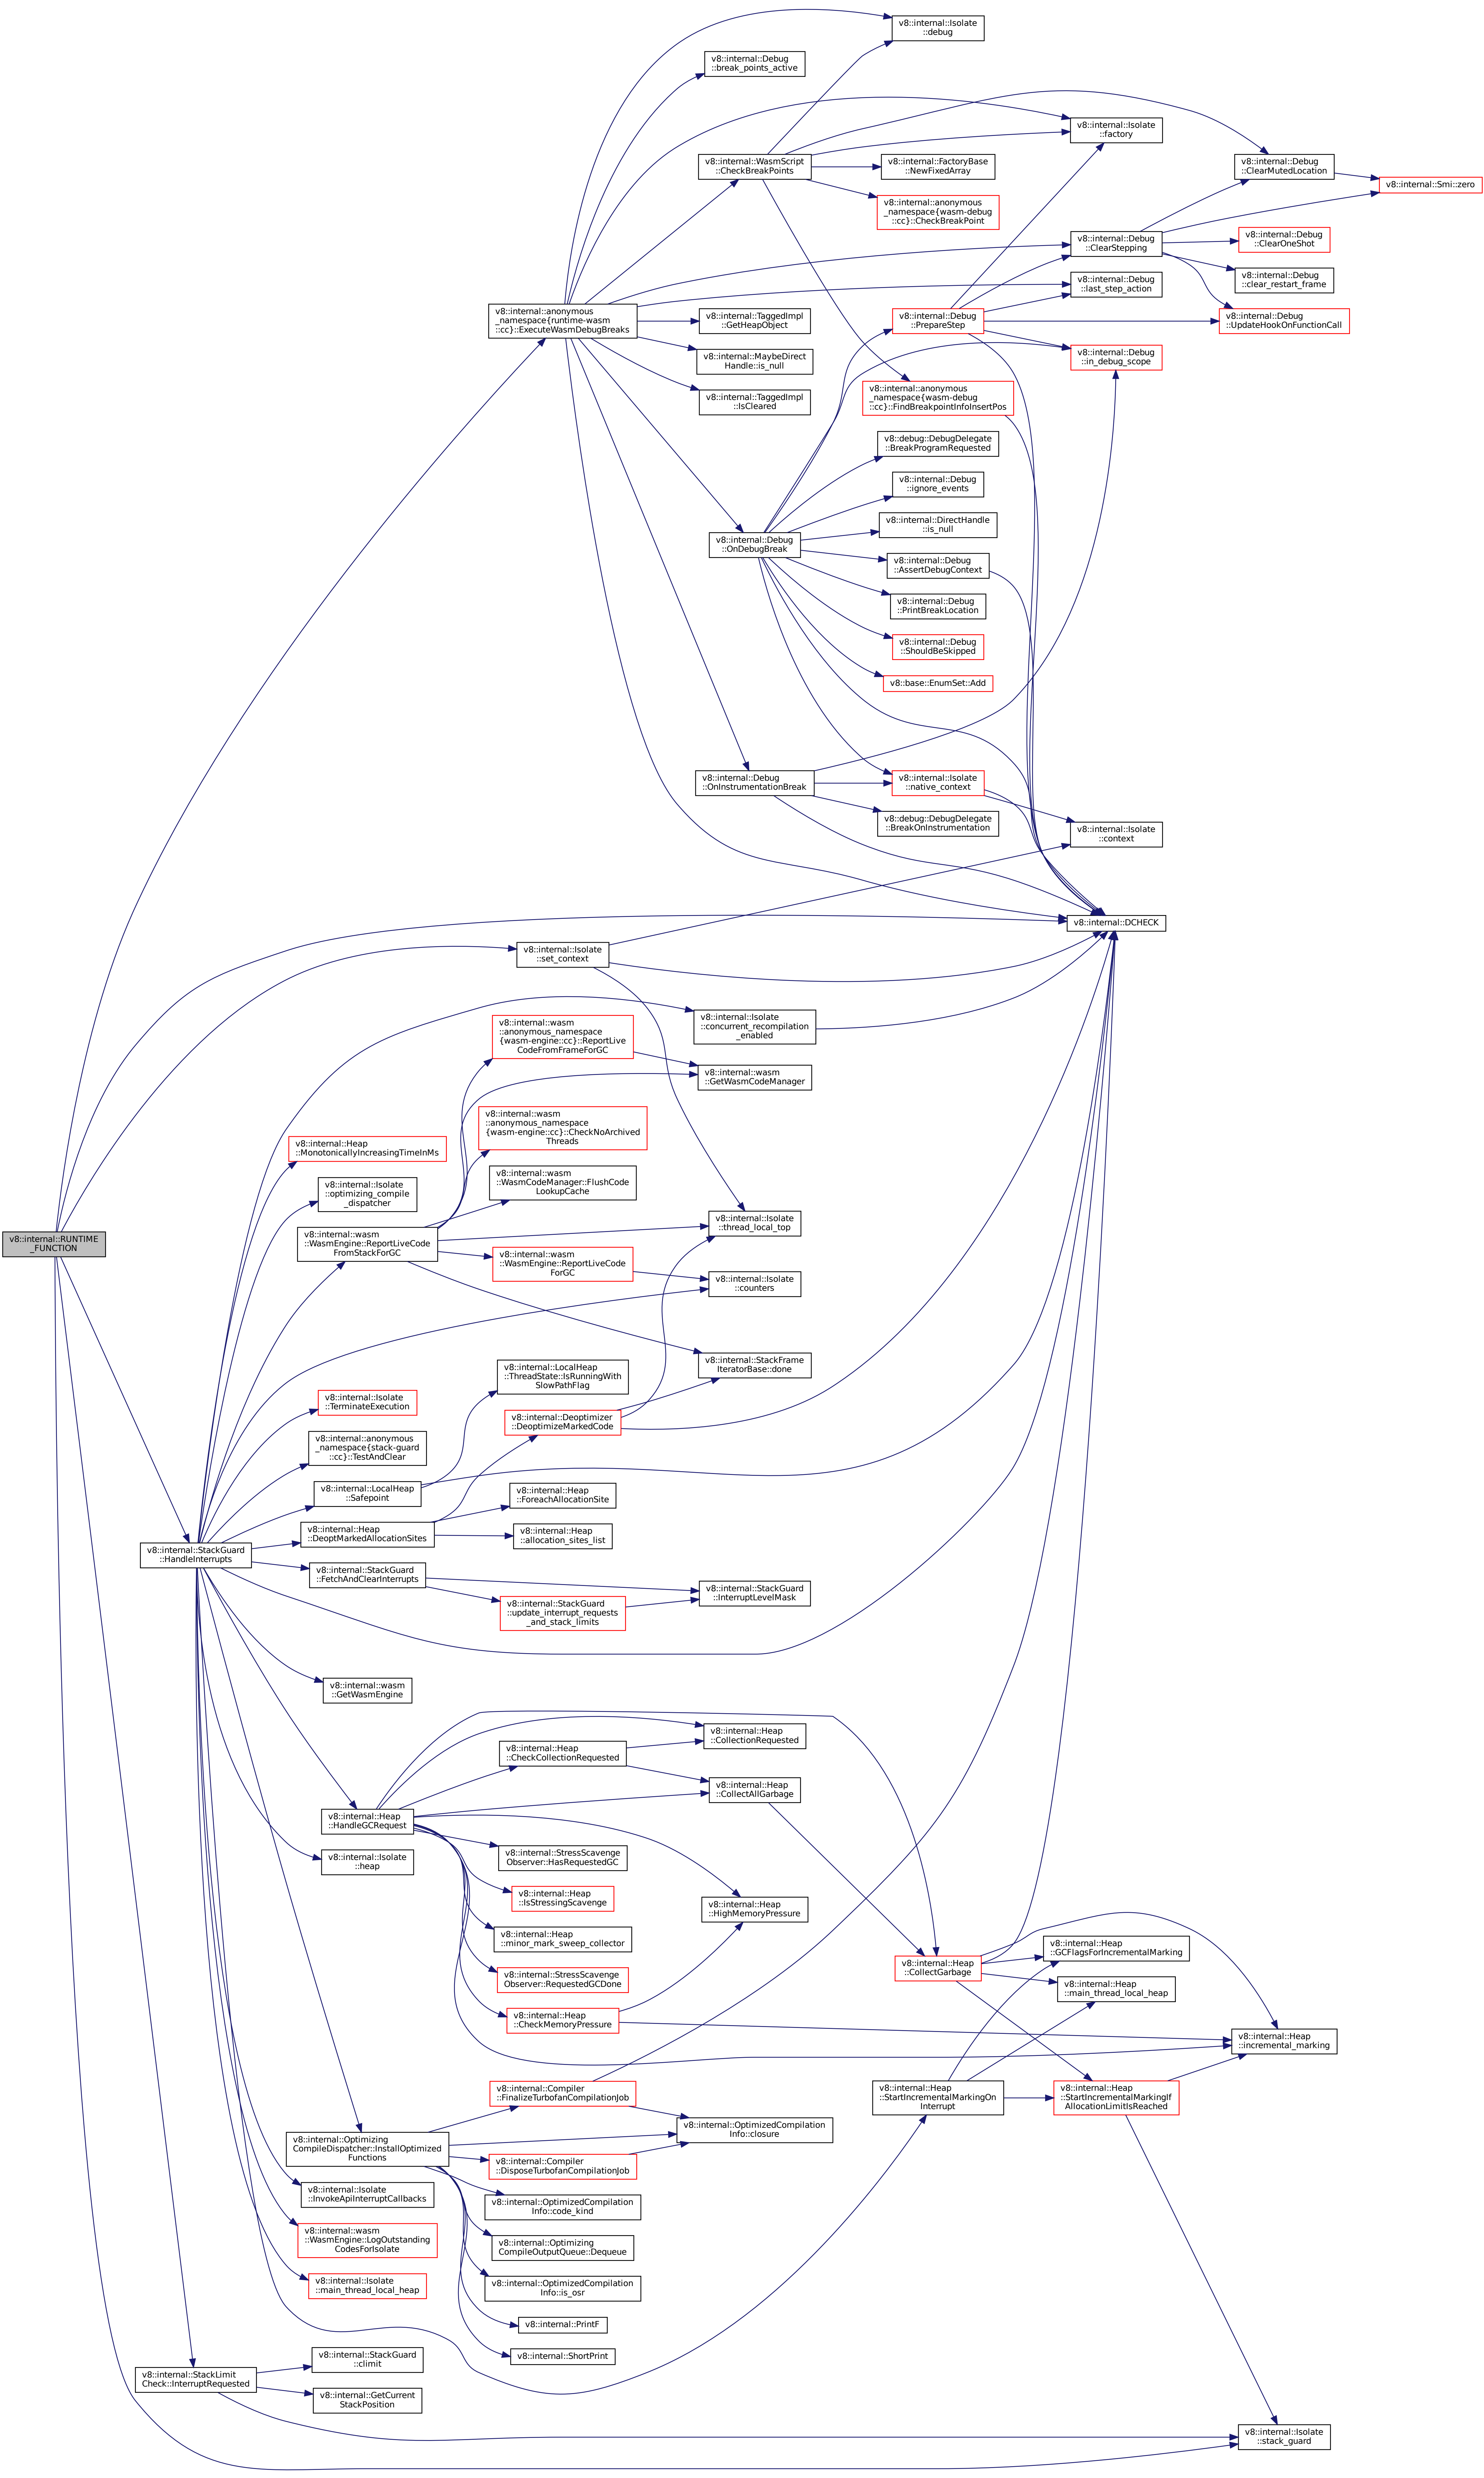 v8::internal::Isolate
::debug
v8::internal::Debug
::break_points_active
v8::internal::Isolate
::factory
v8::internal::WasmScript
::CheckBreakPoints
v8::internal::FactoryBase
::NewFixedArray
v8::internal::Debug
::ClearMutedLocation
v8::internal::Smi::zero
v8::internal::anonymous
_namespace{wasm-debug
::cc}::CheckBreakPoint
v8::internal::Debug
::ClearStepping
v8::internal::Debug
::ClearOneShot
v8::internal::Debug
::last_step_action
v8::internal::Debug
::clear_restart_frame
v8::internal::anonymous
_namespace{runtime-wasm
::cc}::ExecuteWasmDebugBreaks
v8::internal::TaggedImpl
::GetHeapObject
v8::internal::Debug
::PrepareStep
v8::internal::Debug
::UpdateHookOnFunctionCall
v8::internal::MaybeDirect
Handle::is_null
v8::internal::Debug
::in_debug_scope
v8::internal::TaggedImpl
::IsCleared
v8::internal::anonymous
_namespace{wasm-debug
::cc}::FindBreakpointInfoInsertPos
v8::debug::DebugDelegate
::BreakProgramRequested
v8::internal::Debug
::ignore_events
v8::internal::DirectHandle
::is_null
v8::internal::Debug
::OnDebugBreak
v8::internal::Debug
::AssertDebugContext
v8::internal::Debug
::PrintBreakLocation
v8::internal::Debug
::ShouldBeSkipped
v8::base::EnumSet::Add
v8::internal::Debug
::OnInstrumentationBreak
v8::internal::Isolate
::native_context
v8::debug::DebugDelegate
::BreakOnInstrumentation
v8::internal::Isolate
::context
v8::internal::DCHECK
v8::internal::Isolate
::set_context
v8::internal::Isolate
::concurrent_recompilation
_enabled
v8::internal::wasm
::anonymous_namespace
{wasm-engine::cc}::ReportLive
CodeFromFrameForGC
v8::internal::wasm
::GetWasmCodeManager
v8::internal::wasm
::anonymous_namespace
{wasm-engine::cc}::CheckNoArchived
Threads
v8::internal::Heap
::MonotonicallyIncreasingTimeInMs
v8::internal::Isolate
::optimizing_compile
_dispatcher
v8::internal::wasm
::WasmCodeManager::FlushCode
LookupCache
v8::internal::Isolate
::thread_local_top
v8::internal::RUNTIME
_FUNCTION
v8::internal::wasm
::WasmEngine::ReportLiveCode
FromStackForGC
v8::internal::wasm
::WasmEngine::ReportLiveCode
ForGC
v8::internal::Isolate
::counters
v8::internal::StackFrame
IteratorBase::done
v8::internal::LocalHeap
::ThreadState::IsRunningWith
SlowPathFlag
v8::internal::Isolate
::TerminateExecution
v8::internal::Deoptimizer
::DeoptimizeMarkedCode
v8::internal::anonymous
_namespace{stack-guard
::cc}::TestAndClear
v8::internal::LocalHeap
::Safepoint
v8::internal::Heap
::ForeachAllocationSite
v8::internal::Heap
::DeoptMarkedAllocationSites
v8::internal::Heap
::allocation_sites_list
v8::internal::StackGuard
::HandleInterrupts
v8::internal::StackGuard
::FetchAndClearInterrupts
v8::internal::StackGuard
::InterruptLevelMask
v8::internal::StackGuard
::update_interrupt_requests
_and_stack_limits
v8::internal::wasm
::GetWasmEngine
v8::internal::Heap
::CollectionRequested
v8::internal::Heap
::CheckCollectionRequested
v8::internal::Heap
::CollectAllGarbage
v8::internal::Heap
::HandleGCRequest
v8::internal::Isolate
::heap
v8::internal::StressScavenge
Observer::HasRequestedGC
v8::internal::Heap
::IsStressingScavenge
v8::internal::Heap
::HighMemoryPressure
v8::internal::Heap
::minor_mark_sweep_collector
v8::internal::Heap
::GCFlagsForIncrementalMarking
v8::internal::Heap
::CollectGarbage
v8::internal::StressScavenge
Observer::RequestedGCDone
v8::internal::Heap
::main_thread_local_heap
v8::internal::Heap
::CheckMemoryPressure
v8::internal::Heap
::incremental_marking
v8::internal::Compiler
::FinalizeTurbofanCompilationJob
v8::internal::Heap
::StartIncrementalMarkingOn
Interrupt
v8::internal::Heap
::StartIncrementalMarkingIf
AllocationLimitIsReached
v8::internal::OptimizedCompilation
Info::closure
v8::internal::Optimizing
CompileDispatcher::InstallOptimized
Functions
v8::internal::Compiler
::DisposeTurbofanCompilationJob
v8::internal::Isolate
::InvokeApiInterruptCallbacks
v8::internal::OptimizedCompilation
Info::code_kind
v8::internal::wasm
::WasmEngine::LogOutstanding
CodesForIsolate
v8::internal::Optimizing
CompileOutputQueue::Dequeue
v8::internal::Isolate
::main_thread_local_heap
v8::internal::OptimizedCompilation
Info::is_osr
v8::internal::PrintF
v8::internal::ShortPrint
v8::internal::StackGuard
::climit
v8::internal::StackLimit
Check::InterruptRequested
v8::internal::GetCurrent
StackPosition
v8::internal::Isolate
::stack_guard